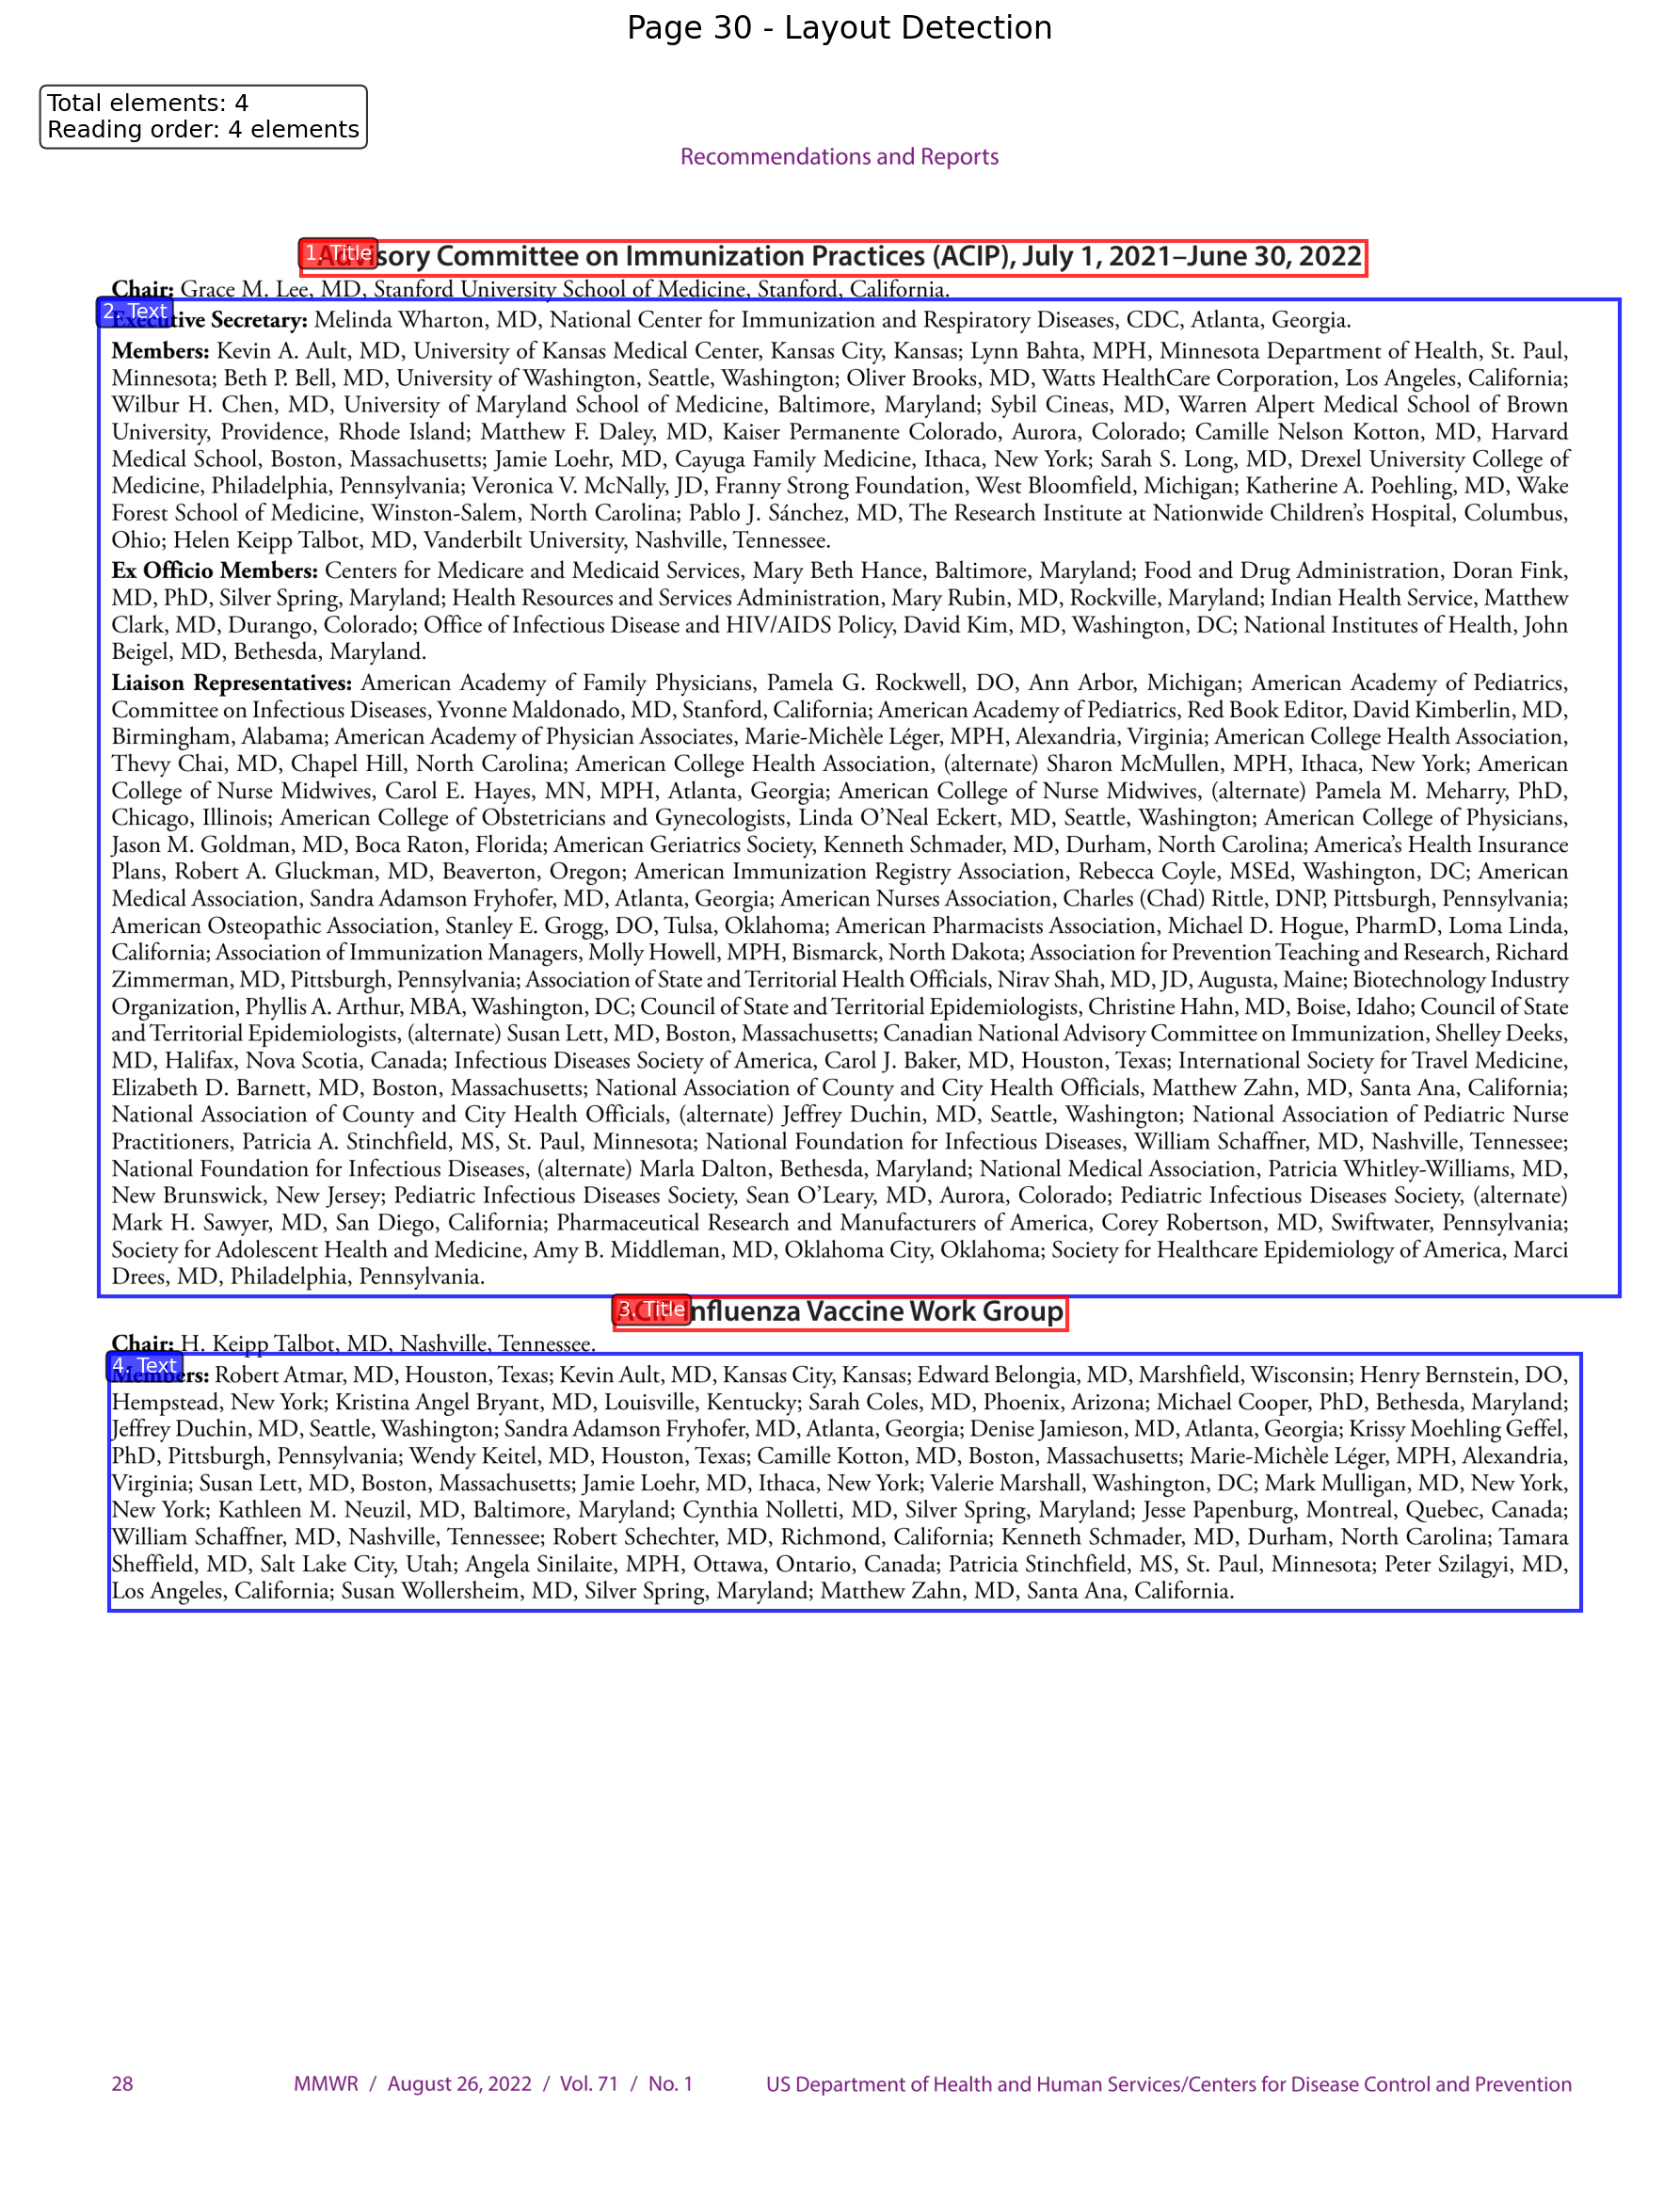 Page 30 - Layout Detection
Total elements: 4
Reading order: 4 elements
Recommendations and Reports
1. Title
Advisory Committee on Immunization Practices (ACIP), July 1, 2021–June 30, 2022
Chair: Grace M. Lee, MD, Stanford University School of Medicine, Stanford, California.
2. Text
Executive Secretary: Melinda Wharton, MD, National Center for Immunization and Respiratory Diseases, CDC, Atlanta, Georgia.
Members: Kevin A. Ault, MD, University of Kansas Medical Center, Kansas City, Kansas; Lynn Bahta, MPH, Minnesota Department of Health, St. Paul,
Minnesota; Beth P. Bell, MD, University of Washington, Seattle, Washington; Oliver Brooks, MD, Watts HealthCare Corporation, Los Angeles, California;
Wilbur H. Chen, MD, University of Maryland School of Medicine, Baltimore, Maryland; Sybil Cineas, MD, Warren Alpert Medical School of Brown
University, Providence, Rhode Island; Matthew F. Daley, MD, Kaiser Permanente Colorado, Aurora, Colorado; Camille Nelson Kotton, MD, Harvard
Medical School, Boston, Massachusetts; Jamie Loehr, MD, Cayuga Family Medicine, Ithaca, New York; Sarah S. Long, MD, Drexel University College of
Medicine, Philadelphia, Pennsylvania; Veronica V. McNally, JD, Franny Strong Foundation, West Bloomfield, Michigan; Katherine A. Poehling, MD, Wake
Forest School of Medicine, Winston-Salem, North Carolina; Pablo J. Sánchez, MD, The Research Institute at Nationwide Children’s Hospital, Columbus,
Ohio; Helen Keipp Talbot, MD, Vanderbilt University, Nashville, Tennessee.
Ex Officio Members: Centers for Medicare and Medicaid Services, Mary Beth Hance, Baltimore, Maryland; Food and Drug Administration, Doran Fink,
MD, PhD, Silver Spring, Maryland; Health Resources and Services Administration, Mary Rubin, MD, Rockville, Maryland; Indian Health Service, Matthew
Clark, MD, Durango, Colorado; Office of Infectious Disease and HIV/AIDS Policy, David Kim, MD, Washington, DC; National Institutes of Health, John
Beigel, MD, Bethesda, Maryland.
Liaison Representatives: American Academy of Family Physicians, Pamela G. Rockwell, DO, Ann Arbor, Michigan; American Academy of Pediatrics,
Committee on Infectious Diseases, Yvonne Maldonado, MD, Stanford, California; American Academy of Pediatrics, Red Book Editor, David Kimberlin, MD,
Birmingham, Alabama; American Academy of Physician Associates, Marie-Michèle Léger, MPH, Alexandria, Virginia; American College Health Association,
Thevy Chai, MD, Chapel Hill, North Carolina; American College Health Association, (alternate) Sharon McMullen, MPH, Ithaca, New York; American
College of Nurse Midwives, Carol E. Hayes, MN, MPH, Atlanta, Georgia; American College of Nurse Midwives, (alternate) Pamela M. Meharry, PhD,
Chicago, Illinois; American College of Obstetricians and Gynecologists, Linda O’Neal Eckert, MD, Seattle, Washington; American College of Physicians,
Jason M. Goldman, MD, Boca Raton, Florida; American Geriatrics Society, Kenneth Schmader, MD, Durham, North Carolina; America’s Health Insurance
Plans, Robert A. Gluckman, MD, Beaverton, Oregon; American Immunization Registry Association, Rebecca Coyle, MSEd, Washington, DC; American
Medical Association, Sandra Adamson Fryhofer, MD, Atlanta, Georgia; American Nurses Association, Charles (Chad) Rittle, DNP, Pittsburgh, Pennsylvania;
American Osteopathic Association, Stanley E. Grogg, DO, Tulsa, Oklahoma; American Pharmacists Association, Michael D. Hogue, PharmD, Loma Linda,
California; Association of Immunization Managers, Molly Howell, MPH, Bismarck, North Dakota; Association for Prevention Teaching and Research, Richard
Zimmerman, MD, Pittsburgh, Pennsylvania; Association of State and Territorial Health Officials, Nirav Shah, MD, JD, Augusta, Maine; Biotechnology Industry
Organization, Phyllis A. Arthur, MBA, Washington, DC; Council of State and Territorial Epidemiologists, Christine Hahn, MD, Boise, Idaho; Council of State
and Territorial Epidemiologists, (alternate) Susan Lett, MD, Boston, Massachusetts; Canadian National Advisory Committee on Immunization, Shelley Deeks,
MD, Halifax, Nova Scotia, Canada; Infectious Diseases Society of America, Carol J. Baker, MD, Houston, Texas; International Society for Travel Medicine,
Elizabeth D. Barnett, MD, Boston, Massachusetts; National Association of County and City Health Officials, Matthew Zahn, MD, Santa Ana, California;
National Association of County and City Health Officials, (alternate) Jeffrey Duchin, MD, Seattle, Washington; National Association of Pediatric Nurse
Practitioners, Patricia A. Stinchfield, MS, St. Paul, Minnesota; National Foundation for Infectious Diseases, William Schaffner, MD, Nashville, Tennessee;
National Foundation for Infectious Diseases, (alternate) Marla Dalton, Bethesda, Maryland; National Medical Association, Patricia Whitley-Williams, MD,
New Brunswick, New Jersey; Pediatric Infectious Diseases Society, Sean O’Leary, MD, Aurora, Colorado; Pediatric Infectious Diseases Society, (alternate)
Mark H. Sawyer, MD, San Diego, California; Pharmaceutical Research and Manufacturers of America, Corey Robertson, MD, Swiftwater, Pennsylvania;
Society for Adolescent Health and Medicine, Amy B. Middleman, MD, Oklahoma City, Oklahoma; Society for Healthcare Epidemiology of America, Marci
Drees, MD, Philadelphia, Pennsylvania.
3. Title
ACIP Influenza Vaccine Work Group
Chair: H. Keipp Talbot, MD, Nashville, Tennessee.
4. Text
Members: Robert Atmar, MD, Houston, Texas; Kevin Ault, MD, Kansas City, Kansas; Edward Belongia, MD, Marshfield, Wisconsin; Henry Bernstein, DO,
Hempstead, New York; Kristina Angel Bryant, MD, Louisville, Kentucky; Sarah Coles, MD, Phoenix, Arizona; Michael Cooper, PhD, Bethesda, Maryland;
Jeffrey Duchin, MD, Seattle, Washington; Sandra Adamson Fryhofer, MD, Atlanta, Georgia; Denise Jamieson, MD, Atlanta, Georgia; Krissy Moehling Geffel,
PhD, Pittsburgh, Pennsylvania; Wendy Keitel, MD, Houston, Texas; Camille Kotton, MD, Boston, Massachusetts; Marie-Michèle Léger, MPH, Alexandria,
Virginia; Susan Lett, MD, Boston, Massachusetts; Jamie Loehr, MD, Ithaca, New York; Valerie Marshall, Washington, DC; Mark Mulligan, MD, New York,
New York; Kathleen M. Neuzil, MD, Baltimore, Maryland; Cynthia Nolletti, MD, Silver Spring, Maryland; Jesse Papenburg, Montreal, Quebec, Canada;
William Schaffner, MD, Nashville, Tennessee; Robert Schechter, MD, Richmond, California; Kenneth Schmader, MD, Durham, North Carolina; Tamara
Sheffield, MD, Salt Lake City, Utah; Angela Sinilaite, MPH, Ottawa, Ontario, Canada; Patricia Stinchfield, MS, St. Paul, Minnesota; Peter Szilagyi, MD,
Los Angeles, California; Susan Wollersheim, MD, Silver Spring, Maryland; Matthew Zahn, MD, Santa Ana, California.
28 MMWR / August 26, 2022 / Vol. 71 / No. 1 US Department of Health and Human Services/Centers for Disease Control and Prevention